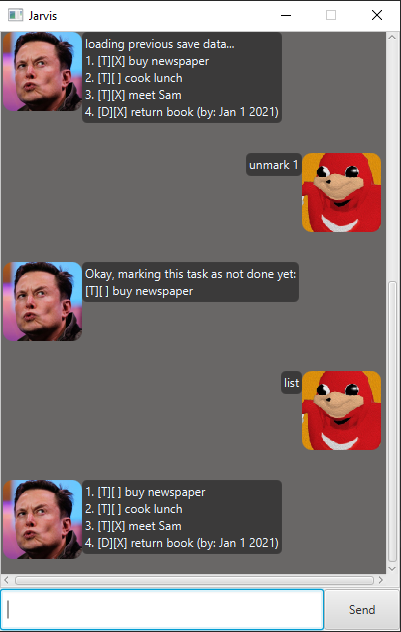 Jarvis
loading previous save data...
1. [T][X] buy newspaper
2. [T][ ] cook lunch
3. [T][X] meet Sam
4. [D][X] return book (by: Jan 1 2021)
unmark 1
Okay, marking this task as not done yet:
[T][ ] buy newspaper
list
1. [T][ ] buy newspaper
2. [T][ ] cook lunch
3. [T][X] meet Sam
4. [D][X] return book (by: Jan 1 2021)
Send